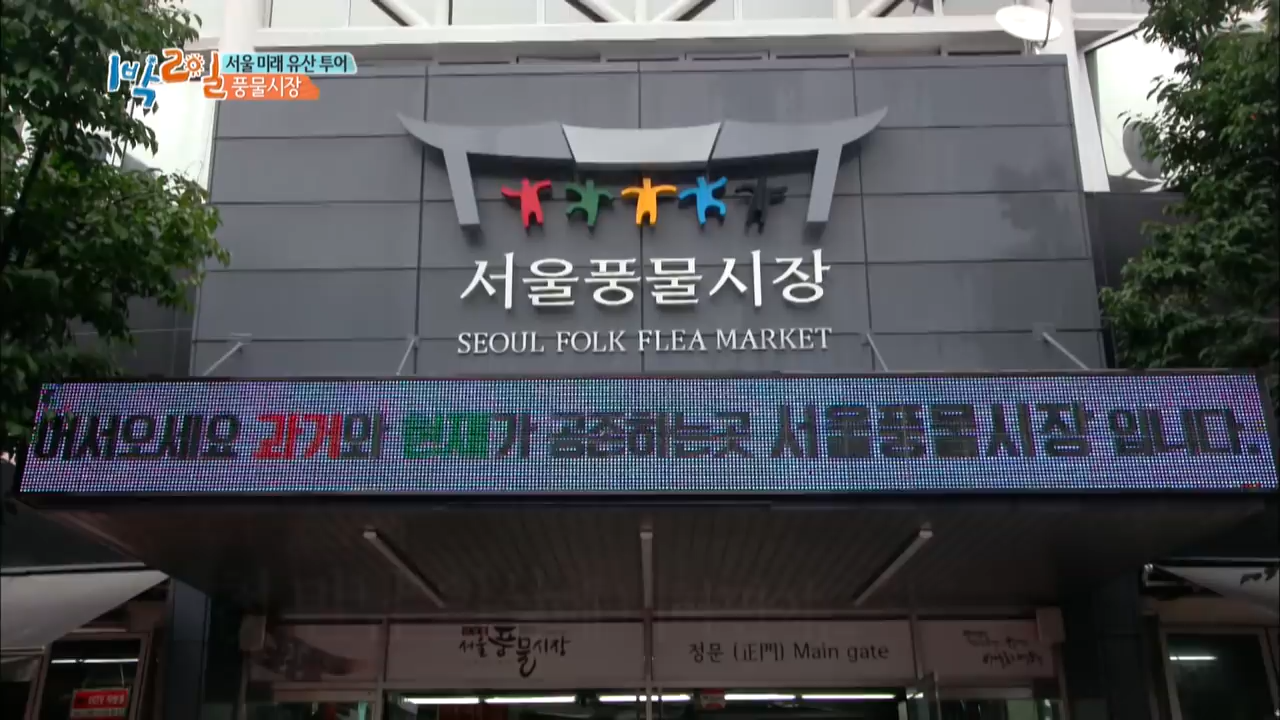 1박2일 서울 미래 유산 투어
풍물시장
서울풍물시장
SEOUL FOLK FLEA MARKET
어서오세요 과거와 현재가 공존하는곳 서울풍물시장 입니다.
서울풍물시장
정문 (正門) Main gate